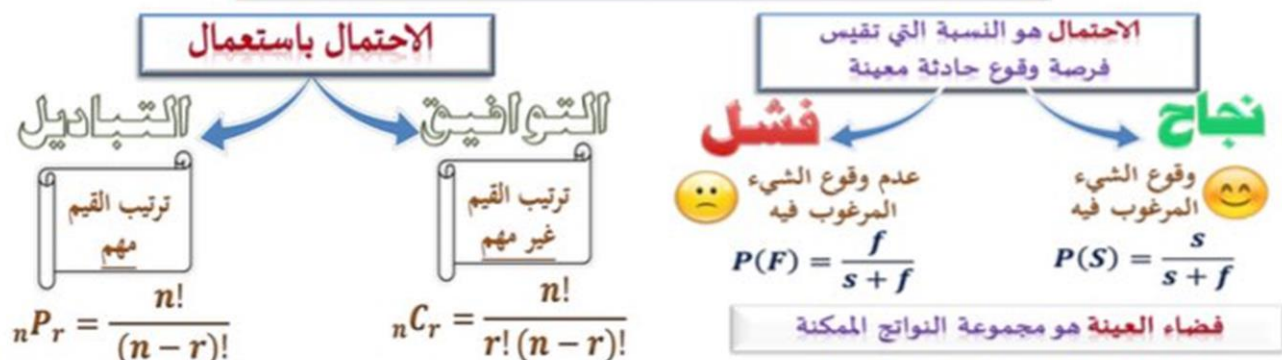 الاحتمال هو النسبة التي تقيس
فرصة وقوع حادثة معينة
نجاح
فشل
وقوع الشيء
المرغوب فيه
عدم وقوع الشيء
المرغوب فيه
P(S) = s / (s + f)
P(F) = f / (s + f)
فضاء العينة هو مجموعة النواتج الممكنة
الاحتمال باستعمال
التوافيق
التباديل
ترتيب القيم
غير مهم
ترتيب القيم
مهم
nCr = n! / (r! (n − r)!)
nPr = n! / (n − r)!